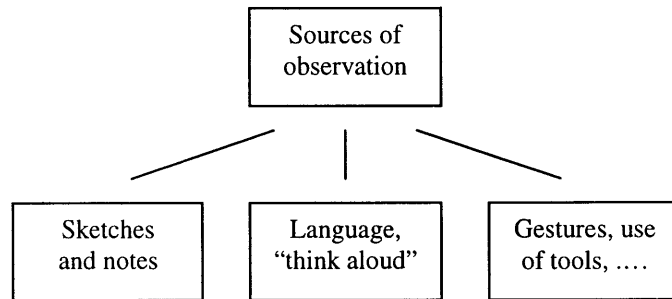 Sources of
observation
Sketches
and notes
Language,
“think aloud”
Gestures, use
of tools, ....